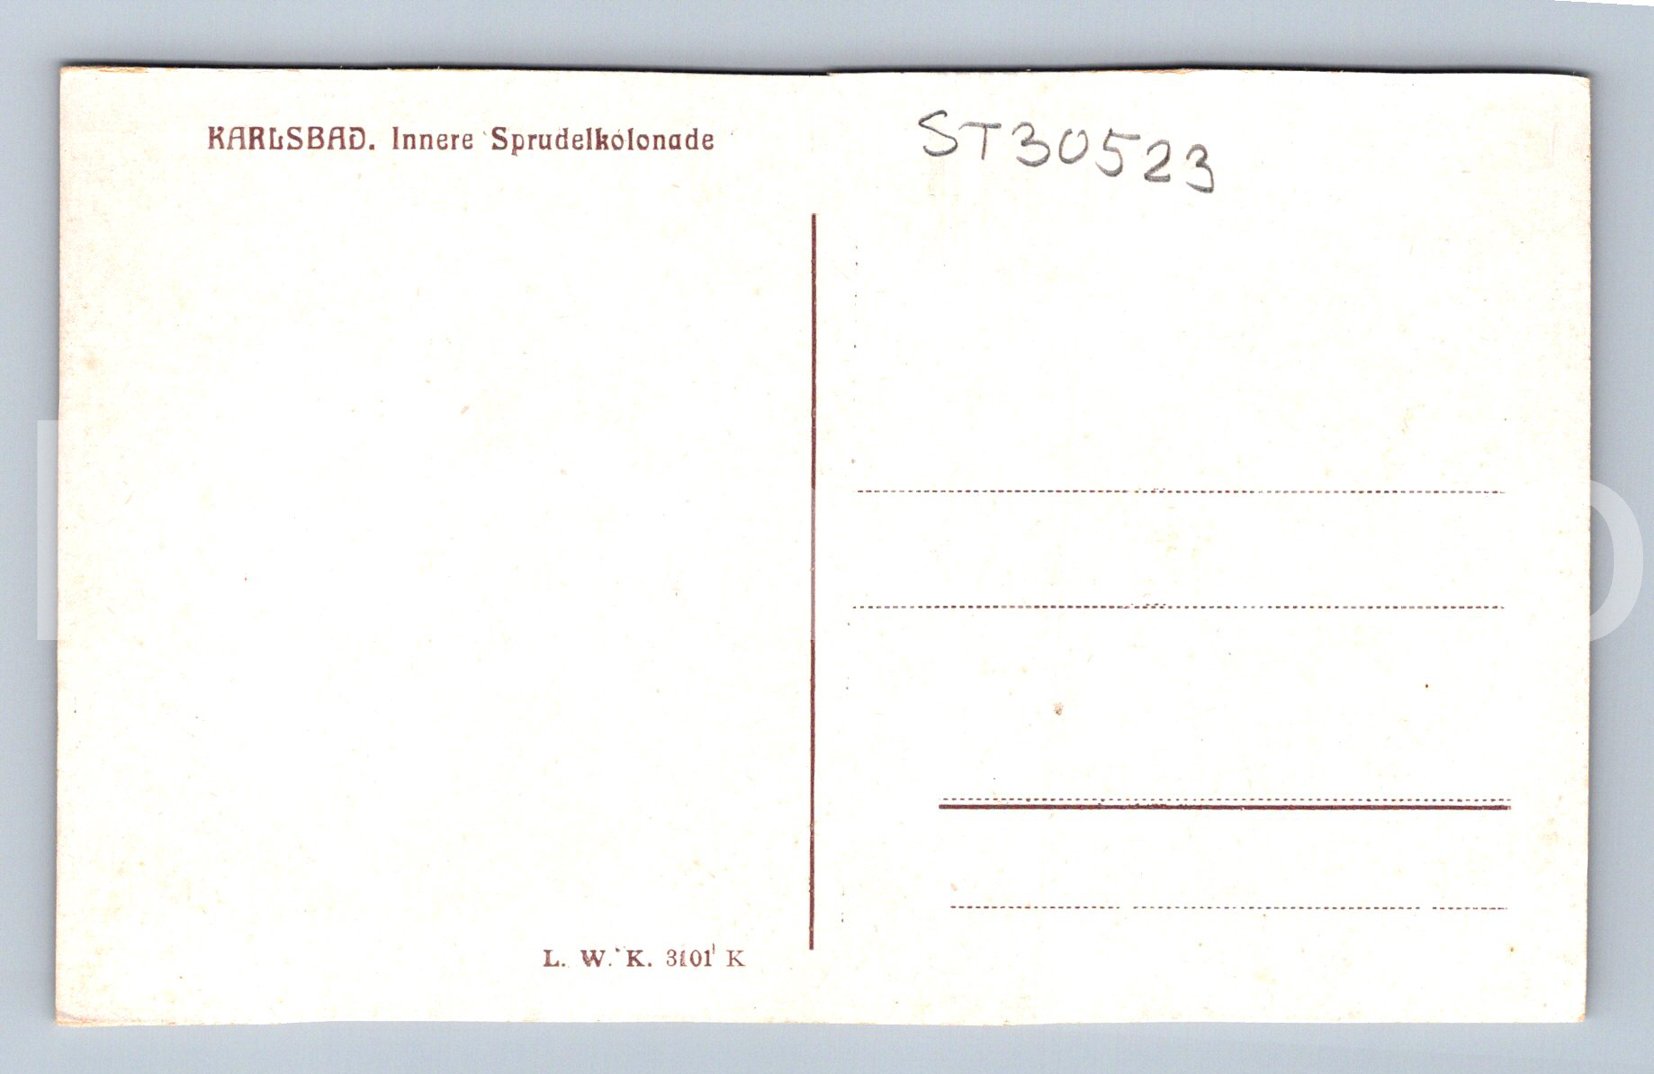 KARLSBAD. Innere Sprudelkolonade
ST30523
L. W. K. 3101 K